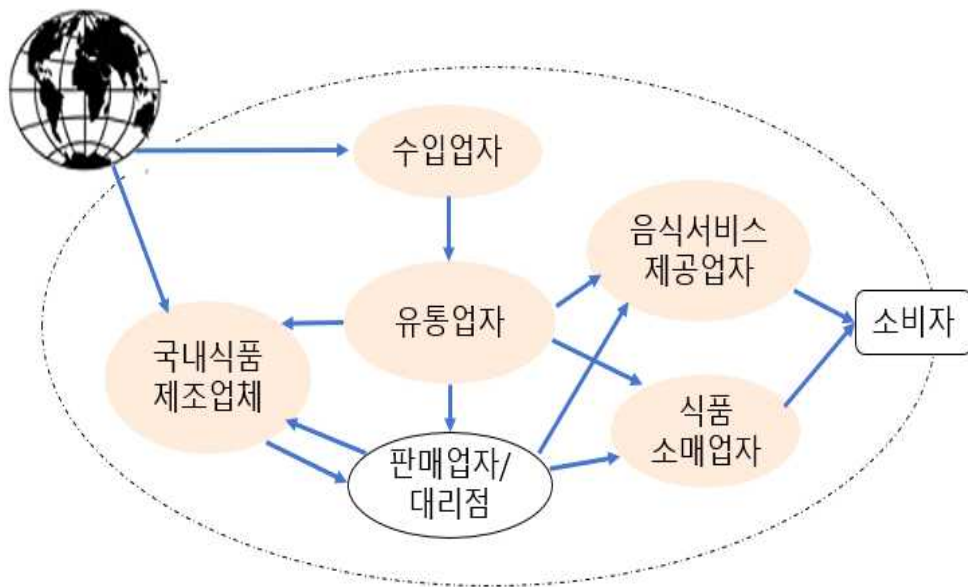 수입업자
음식서비스
제공업자
유통업자
소비자
국내식품
제조업체
식품
소매업자
판매업자/
대리점